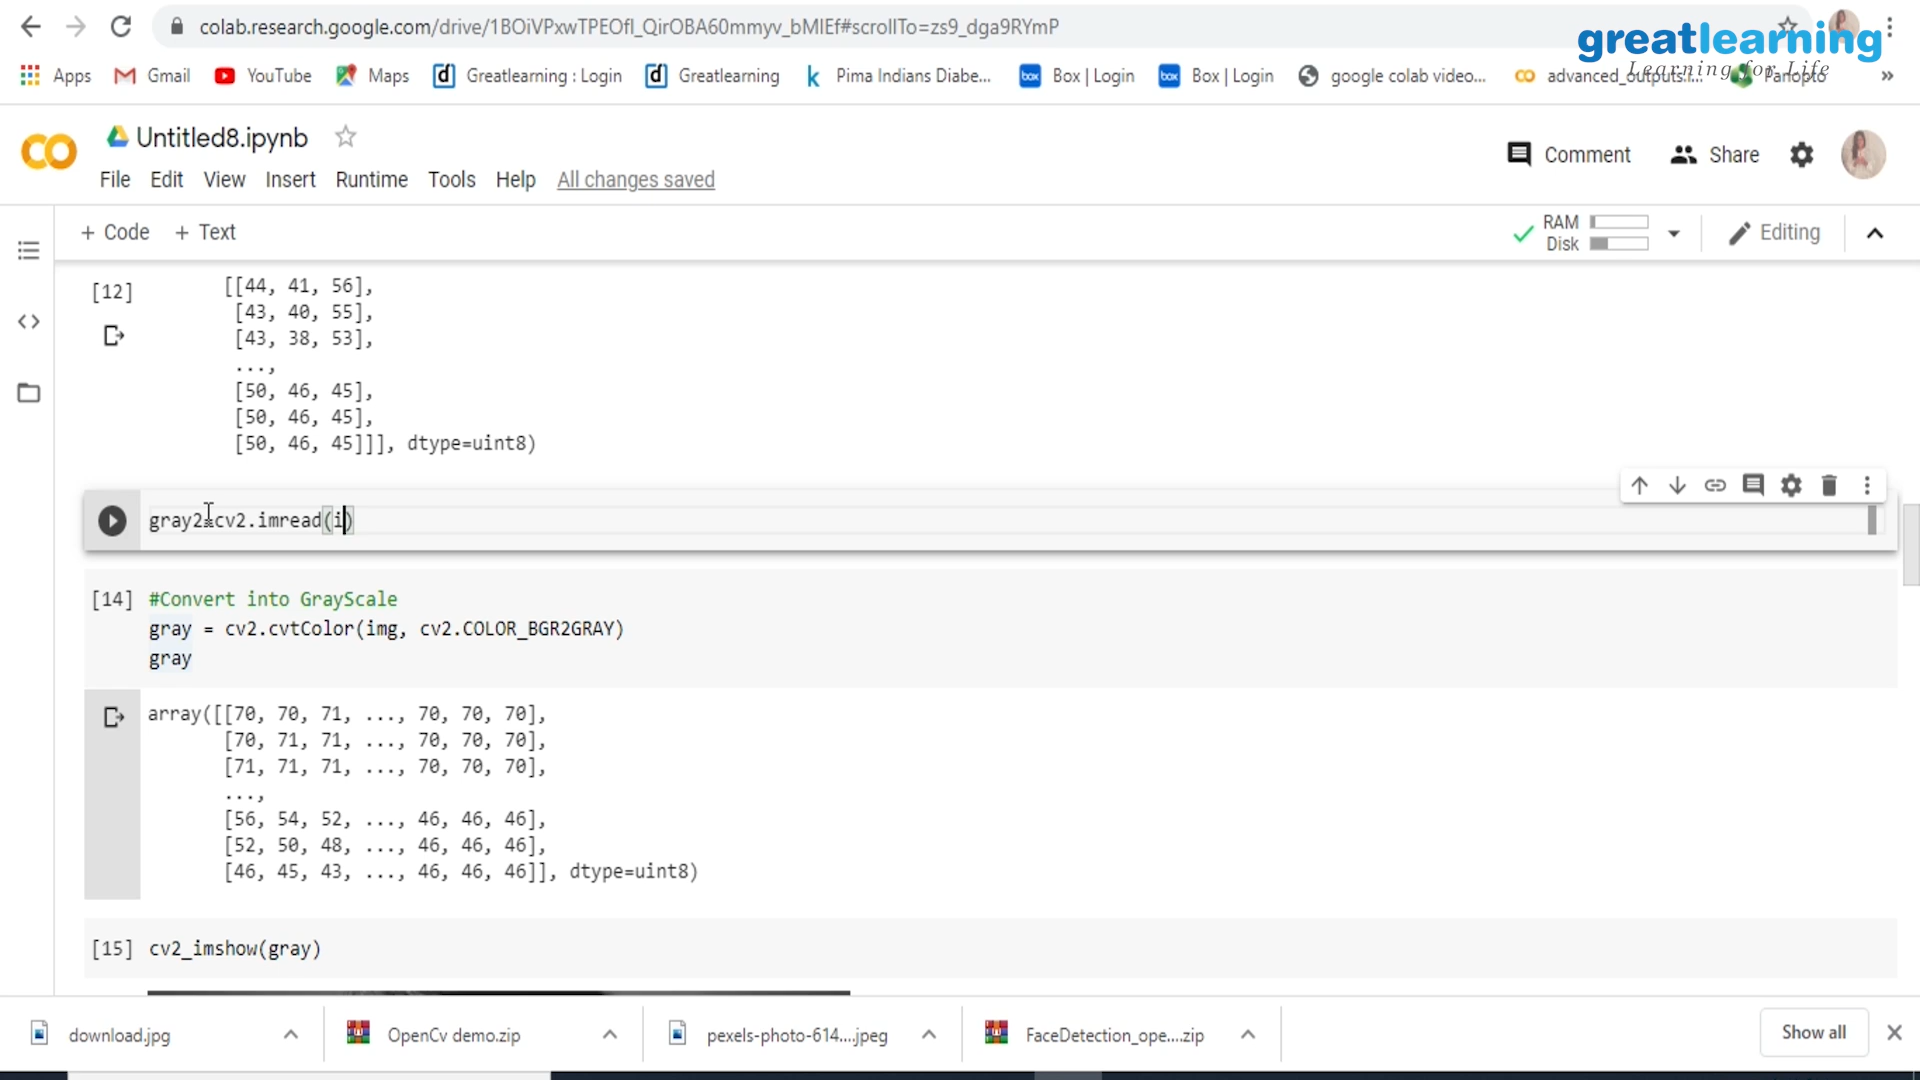 colab.research.google.com/drive/1BOiVPxwTPEOfl_QirOBA60mmyv_bMIEf#scrollTo=zs9_dga9RYmP
greatlearning
Learning for Life
Apps Gmail YouTube Maps Greatlearning : Login Greatlearning Pima Indians Diabe... Box | Login Box | Login google colab video... advanced_outputs.... Panopto »
Untitled8.ipynb
Comment Share
File Edit View Insert Runtime Tools Help All changes saved
+ Code + Text
RAM
Disk
Editing
[12] [[44, 41, 56],
[43, 40, 55],
[43, 38, 53],
...,
[50, 46, 45],
[50, 46, 45],
[50, 46, 45]]], dtype=uint8)
gray2=cv2.imread(i)
[14] #Convert into GrayScale
gray = cv2.cvtColor(img, cv2.COLOR_BGR2GRAY)
gray
array([[70, 70, 71, ..., 70, 70, 70],
[70, 71, 71, ..., 70, 70, 70],
[71, 71, 71, ..., 70, 70, 70],
...,
[56, 54, 52, ..., 46, 46, 46],
[52, 50, 48, ..., 46, 46, 46],
[46, 45, 43, ..., 46, 46, 46]], dtype=uint8)
[15] cv2_imshow(gray)
download.jpg OpenCv demo.zip pexels-photo-614....jpeg FaceDetection_ope....zip Show all